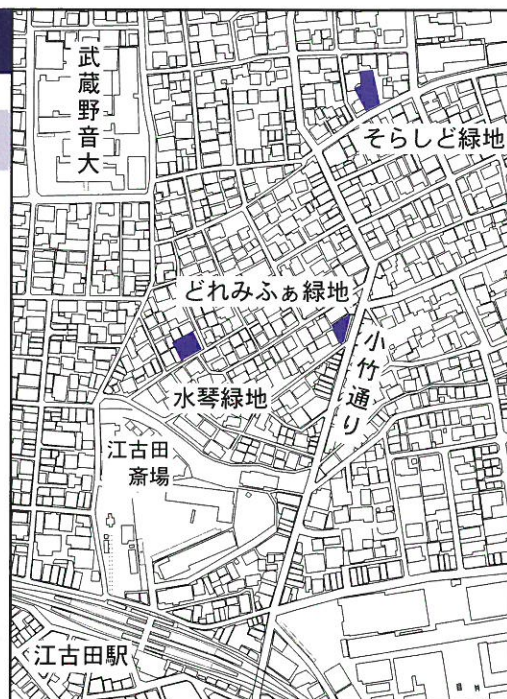 武蔵野音大
そらしど緑地
どれみふぁ緑地
小竹通り
水琴緑地
江古田
斎場
江古田駅